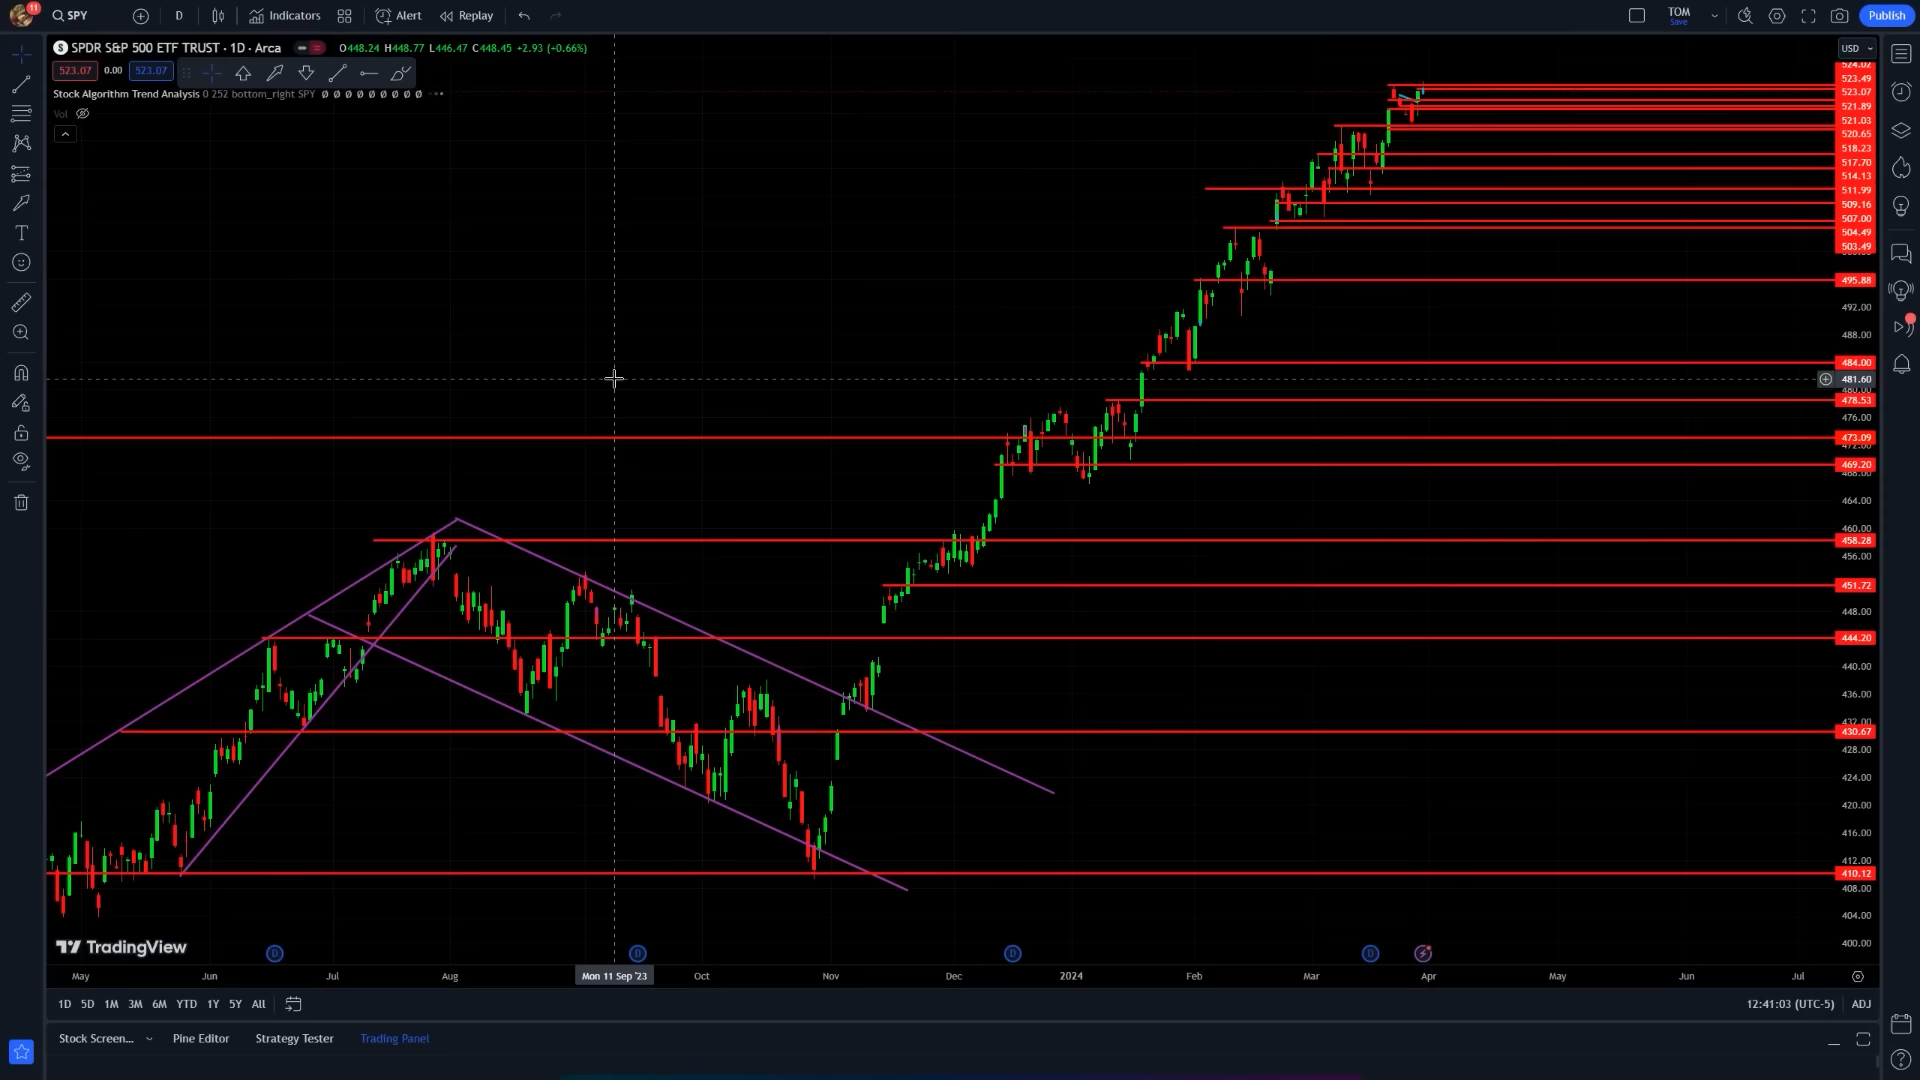 11
SPY
D
Indicators
Alert
Replay
TOM
Save
Publish
S SPDR S&P 500 ETF TRUST · 1D · Arca O448.24 H448.77 L446.47 C448.45 +2.93 (+0.66%)
USD
523.07 0.00 523.07
Stock Algorithm Trend Analysis 0 252 bottom_right SPY Ø Ø Ø Ø Ø Ø Ø Ø Ø
Vol
524.02
523.49
523.07
521.89
521.03
520.65
518.23
517.70
514.13
511.99
509.16
507.00
504.49
503.49
495.88
492.00
488.00
484.00
481.60
478.53
476.00
473.09
469.20
464.00
460.00
458.28
456.00
451.72
448.00
444.20
440.00
436.00
432.00
430.67
428.00
424.00
420.00
416.00
412.00
410.12
408.00
404.00
400.00
TradingView
D D D D
May Jun Jul Aug Mon 11 Sep '23 Oct Nov Dec 2024 Feb Mar Apr May Jun Jul
1D 5D 1M 3M 6M YTD 1Y 5Y All
12:41:03 (UTC-5) ADJ
Stock Screen... Pine Editor Strategy Tester Trading Panel